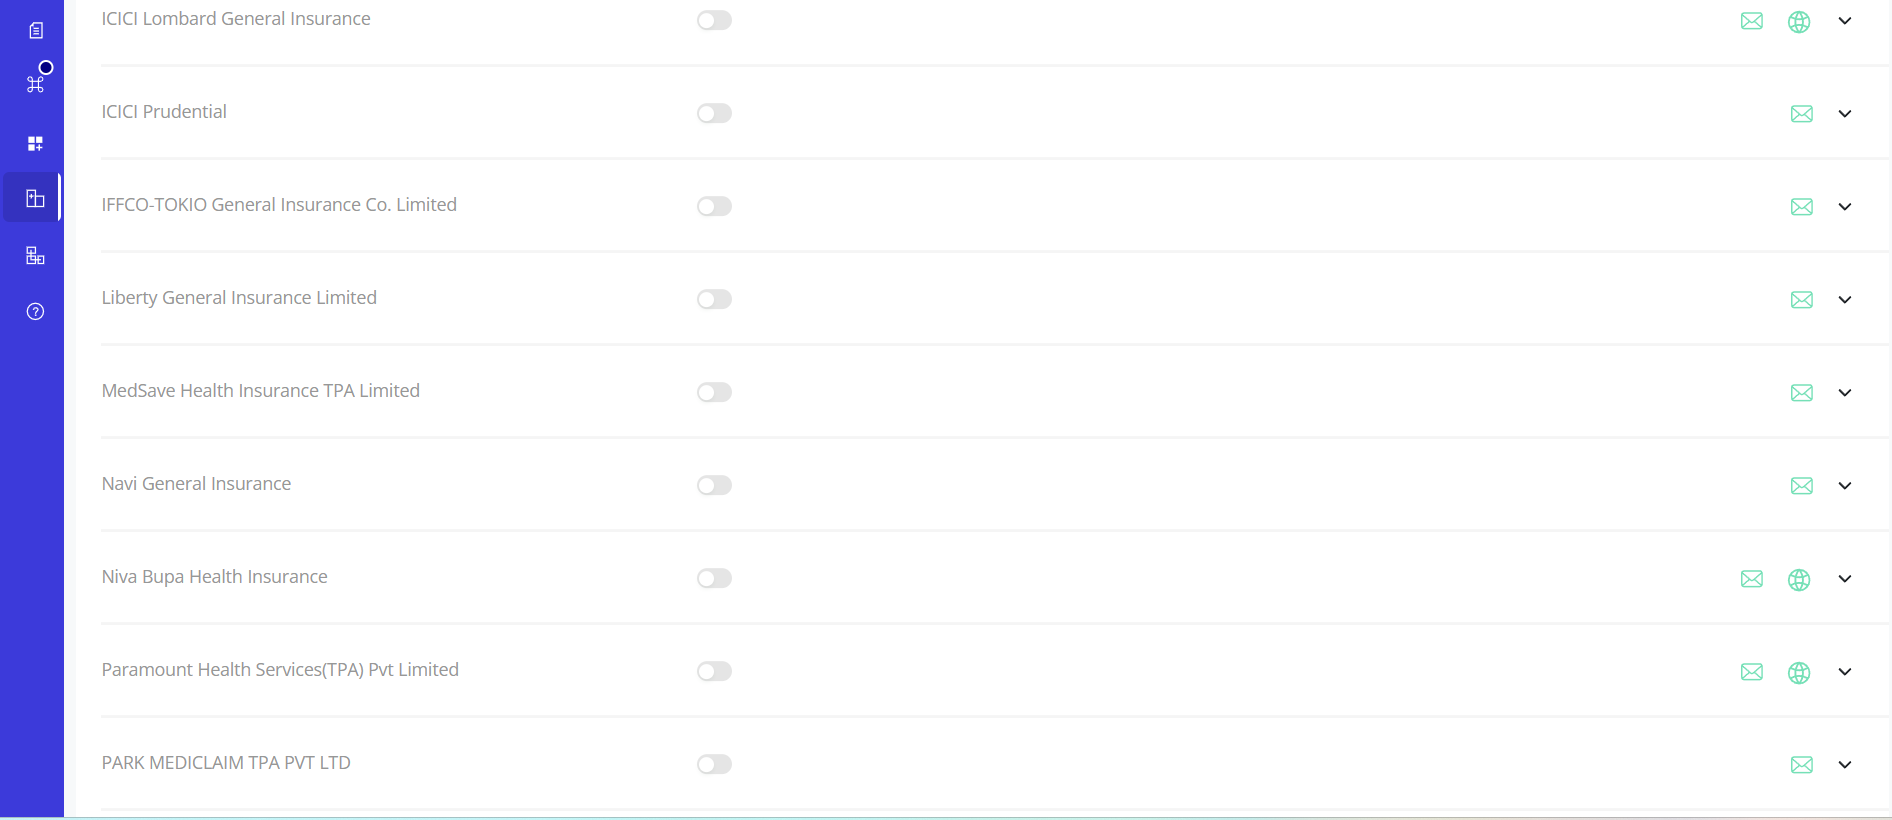 ICICI Lombard General Insurance
ICICI Prudential
IFFCO-TOKIO General Insurance Co. Limited
Liberty General Insurance Limited
MedSave Health Insurance TPA Limited
Navi General Insurance
Niva Bupa Health Insurance
Paramount Health Services(TPA) Pvt Limited
PARK MEDICLAIM TPA PVT LTD